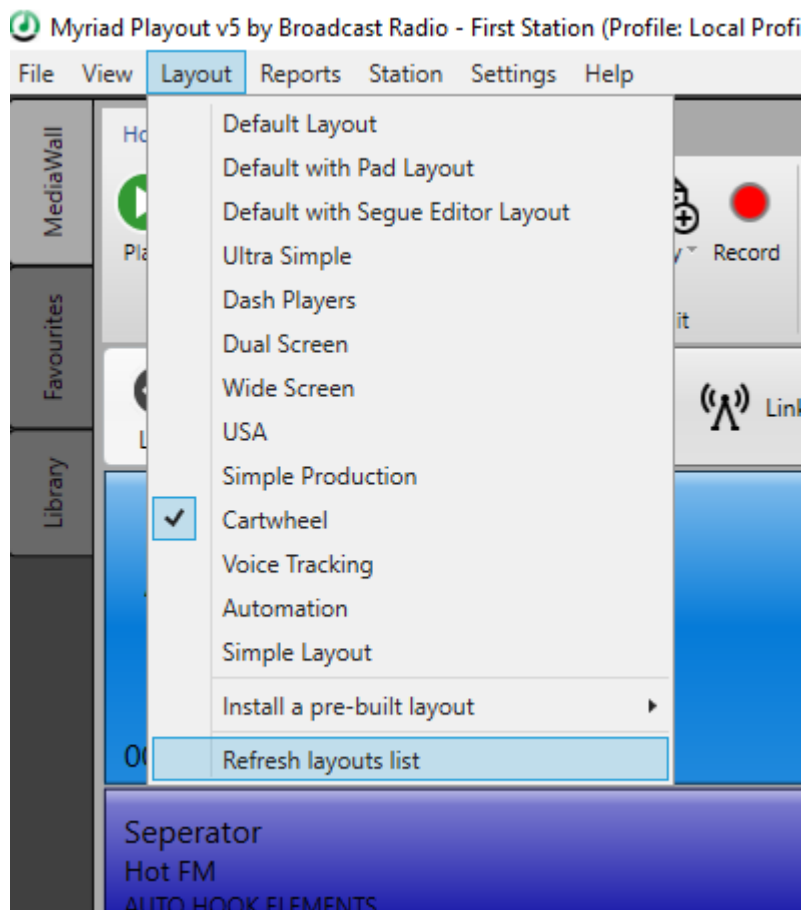 Myriad Playout v5 by Broadcast Radio - First Station (Profile: Local Profi
File View Layout Reports Station Settings Help
MediaWall
Favourites
Library
Default Layout
Default with Pad Layout
Default with Segue Editor Layout
Ultra Simple
Dash Players
Dual Screen
Wide Screen
USA
Simple Production
Cartwheel
Voice Tracking
Automation
Simple Layout
Install a pre-built layout
Refresh layouts list
Record
Seperator
Hot FM
AUTO HOOK ELEMENTS